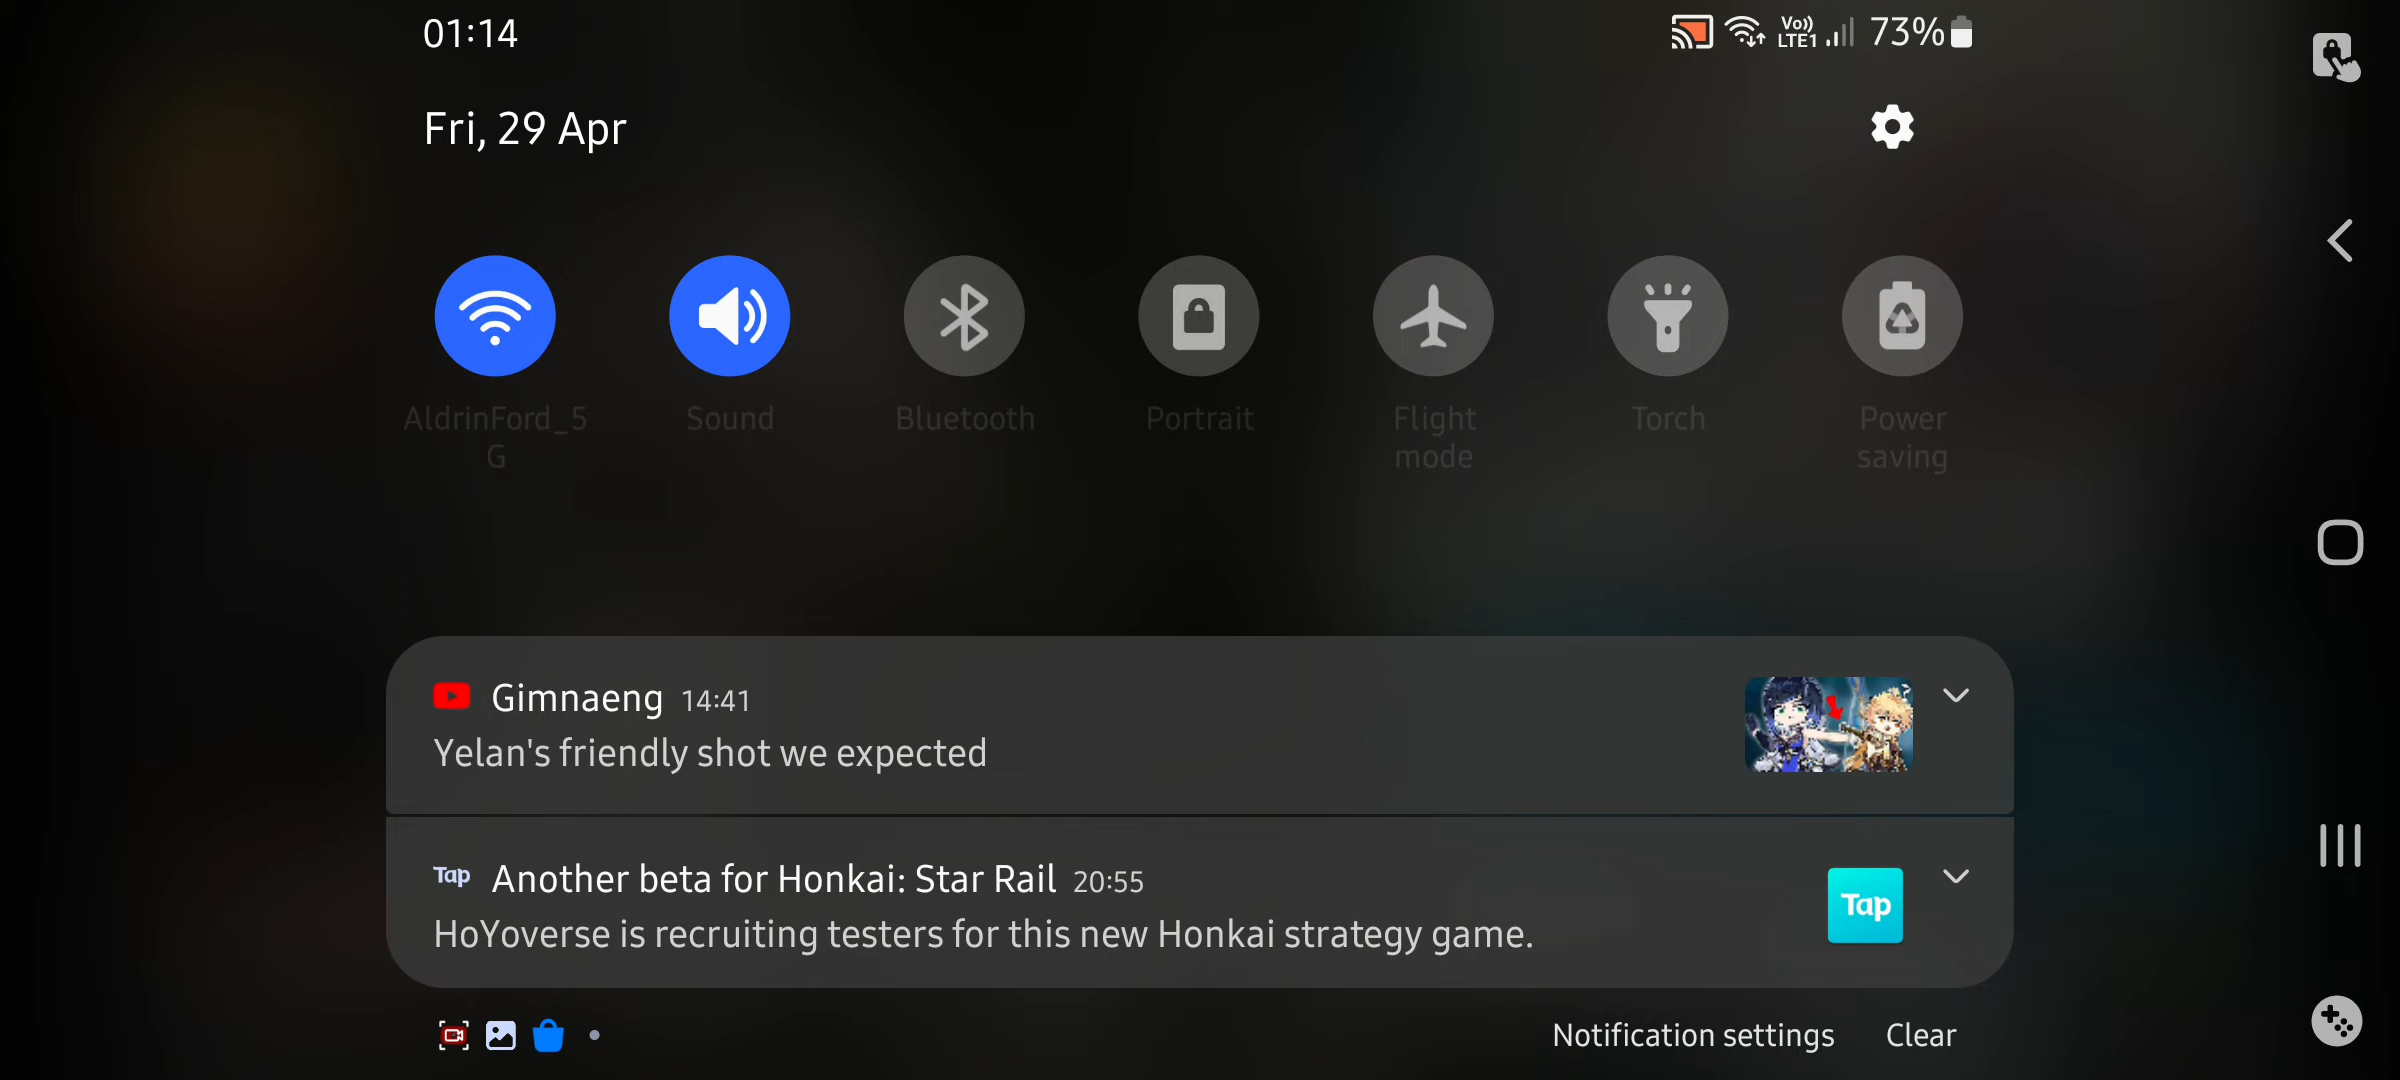 01:14
Vo))
LTE1
73%
Fri, 29 Apr
AldrinFord_5
G
Sound
Bluetooth
Portrait
Flight
mode
Torch
Power
saving
Gimnaeng 14:41
Yelan's friendly shot we expected
Tap Another beta for Honkai: Star Rail 20:55
HoYoverse is recruiting testers for this new Honkai strategy game.
Tap
Notification settings Clear